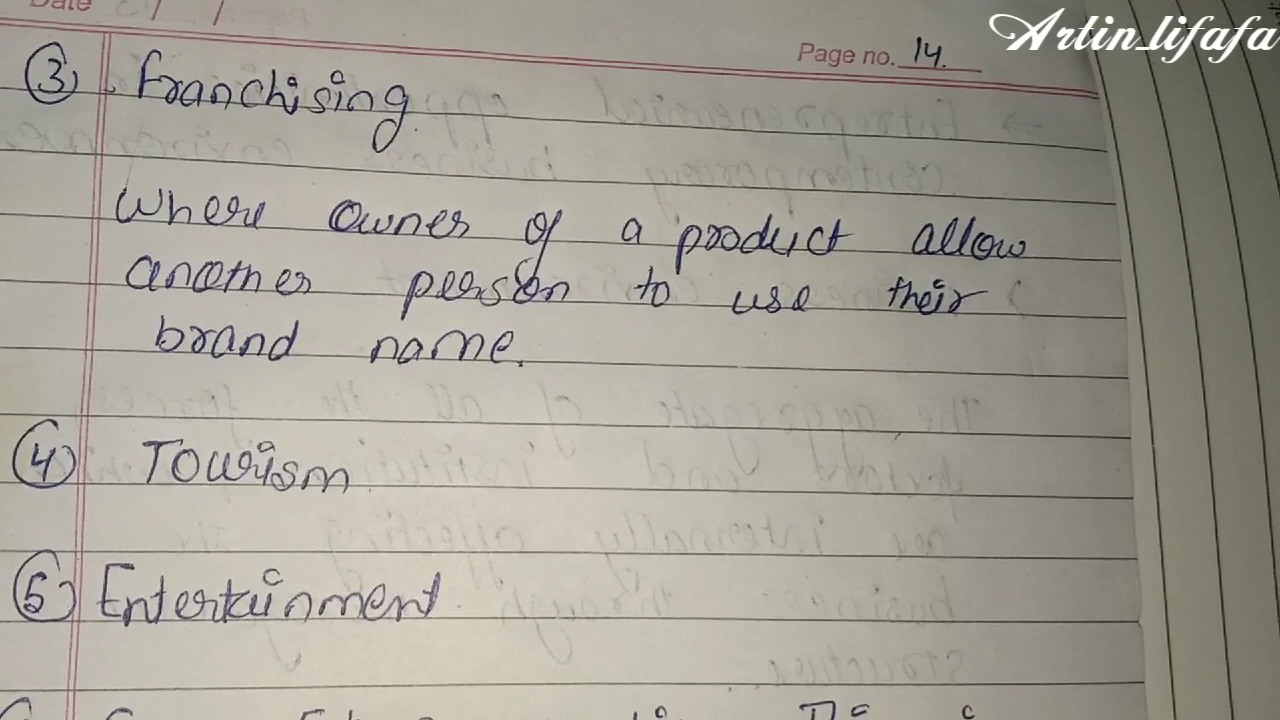 Date / /
Artin_lifafa
Page no. 14.
③ Franchising
Where owner of a product allow
another person to use their
brand name.
④ Tourism
⑤ Entertainment